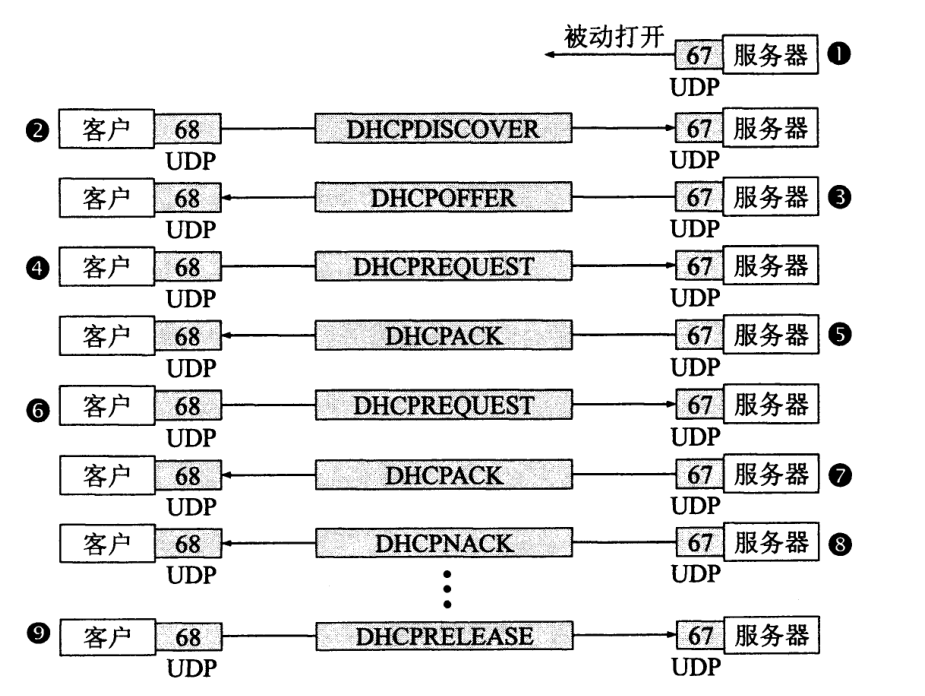 被动打开
67 服务器 ❶
UDP
❷ 客户 68 DHCPDISCOVER 67 服务器
UDP UDP
客户 68 DHCPOFFER 67 服务器 ❸
UDP UDP
❹ 客户 68 DHCPREQUEST 67 服务器
UDP UDP
客户 68 DHCPACK 67 服务器 ❺
UDP UDP
❻ 客户 68 DHCPREQUEST 67 服务器
UDP UDP
客户 68 DHCPACK 67 服务器 ❼
UDP UDP
客户 68 DHCPNACK 67 服务器 ❽
UDP UDP
❾ 客户 68 DHCPRELEASE 67 服务器
UDP UDP